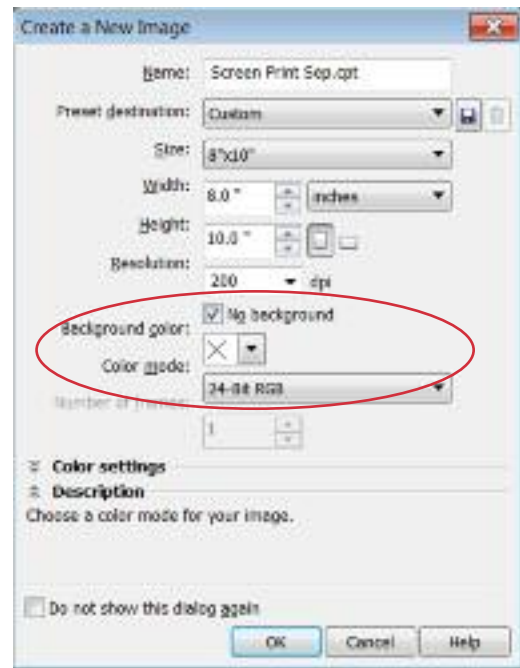 Create a New Image
Name: Screen Print Sep.cpt
Preset destination: Custom
Size: 8"x10"
Width: 8.0 " inches
Height: 10.0 "
Resolution: 200 dpi
No background
Background color:
Color mode: 24-Bit RGB
Number of frames: 1
Color settings
Description
Choose a color mode for your image.
Do not show this dialog again
OK Cancel Help